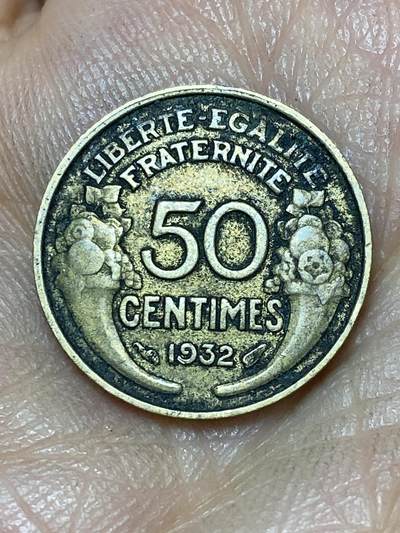 LIBERTE-EGALITE
FRATERNITE
50
CENTIMES
1932